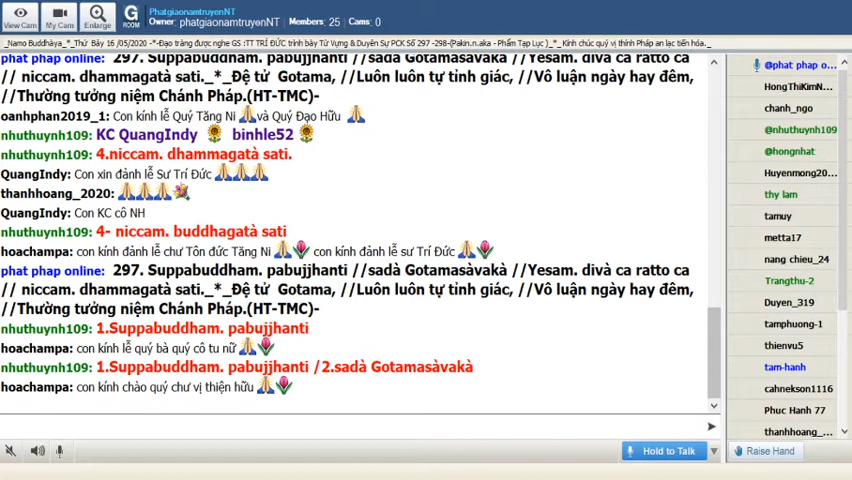 View Cam
My Cam
Enlarge
G
ROOM
PhatgiaonamtruyenNT
Owner: phatgiaonamtruyenNT Members: 25 Cams: 0
_Namo Buddhàya_*_Thứ Bảy 16 /05/2020 -*-Đạo tràng được nghe GS :TT TRÍ ĐỨC trình bày Từ Vựng & Duyên Sự PCK Số 297 -298-(Pakin.n.aka - Phẩm Tạp Lục )_*_Kính chúc quý vị thính Pháp an lạc tiến hóa._
phat phap online: 297. Suppabuddham. pabujjhanti //sadà Gotamasàvakà //Yesam. divà ca ratto ca
// niccam. dhammagatà sati._*_Đệ tử Gotama, //Luôn luôn tự tỉnh giác, //Vô luận ngày hay đêm,
//Thường tưởng niệm Chánh Pháp.(HT-TMC)-
oanhphan2019_1: Con kính lễ Quý Tăng Ni và Quý Đạo Hữu
nhuthuynh109: KC QuangIndy binhle52
nhuthuynh109: 4.niccam. dhammagatà sati.
QuangIndy: Con xin đảnh lễ Sư Trí Đức
thanhhoang_2020:
QuangIndy: Con KC cô NH
nhuthuynh109: 4- niccam. buddhagatà sati
hoachampa: con kính đảnh lễ chư Tôn đức Tăng Ni con kính đảnh lễ sư Trí Đức
phat phap online: 297. Suppabuddham. pabujjhanti //sadà Gotamasàvakà //Yesam. divà ca ratto ca
// niccam. dhammagatà sati._*_Đệ tử Gotama, //Luôn luôn tự tỉnh giác, //Vô luận ngày hay đêm,
//Thường tưởng niệm Chánh Pháp.(HT-TMC)-
nhuthuynh109: 1.Suppabuddham. pabujjhanti
hoachampa: con kính lễ quý bà quý cô tu nữ
nhuthuynh109: 1.Suppabuddham. pabujjhanti /2.sadà Gotamasàvakà
hoachampa: con kính chào quý chư vị thiện hữu
@phat phap o...
HongThiKimN...
chanh_ngo
@nhuthuynh109
@hongnhat
Huyenmong20...
thy lam
tamuy
metta17
nang chieu_24
Trangthu-2
Duyen_319
tamphuong-1
thienvu5
tam-hanh
cahnekson1116
Phuc Hanh 77
thanhhoang_...
Hold to Talk
Raise Hand